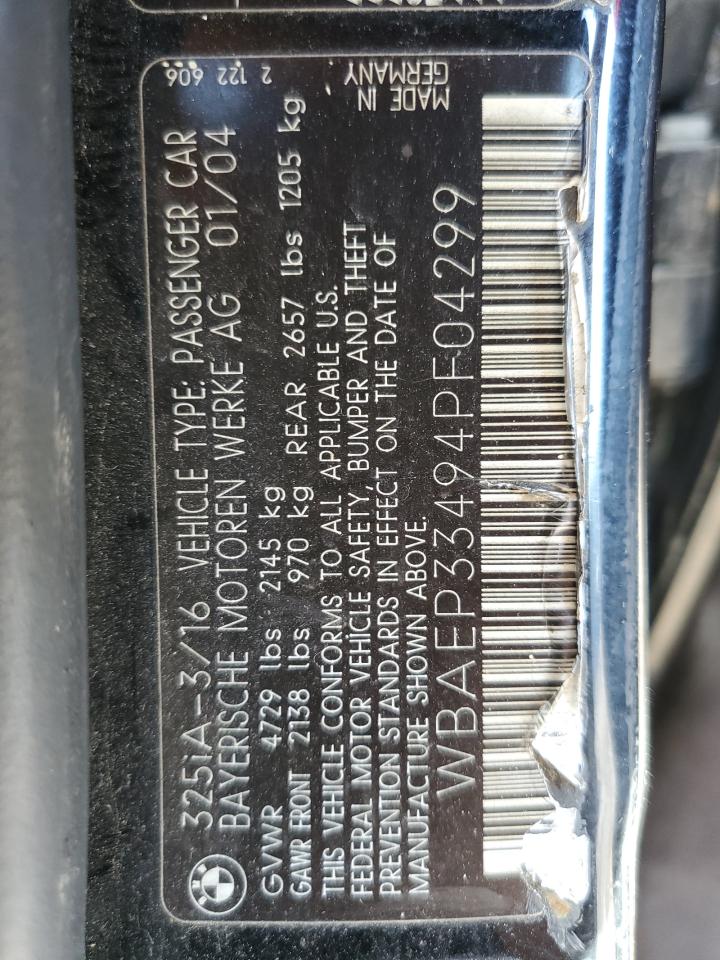 325iA-3/16 VEHICLE TYPE: PASSENGER CAR
BAYERISCHE MOTOREN WERKE AG 01/04
2 122 606
GVWR 4729 lbs 2145 kg
GAWR FRONT 2138 lbs 970 kg REAR 2657 lbs 1205 kg
THIS VEHICLE CONFORMS TO ALL APPLICABLE U.S.
FEDERAL MOTOR VEHICLE SAFETY, BUMPER AND THEFT
PREVENTION STANDARDS IN EFFECT ON THE DATE OF
MANUFACTURE SHOWN ABOVE.
MADE IN
GERMANY
WBAEP33494PF04299